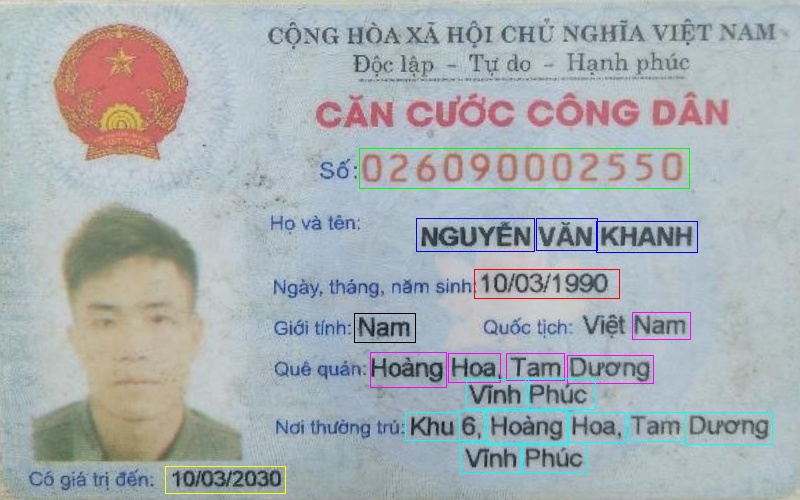 CỘNG HÒA XÃ HỘI CHỦ NGHĨA VIỆT NAM
Độc lập - Tự do - Hạnh phúc
CĂN CƯỚC CÔNG DÂN
Số: 026090002550
Họ và tên: NGUYỄN VĂN KHANH
Ngày, tháng, năm sinh: 10/03/1990
Giới tính: Nam Quốc tịch: Việt Nam
Quê quán: Hoàng Hoa, Tam Dương
Vĩnh Phúc
Nơi thường trú: Khu 6, Hoàng Hoa, Tam Dương
Vĩnh Phúc
Có giá trị đến: 10/03/2030